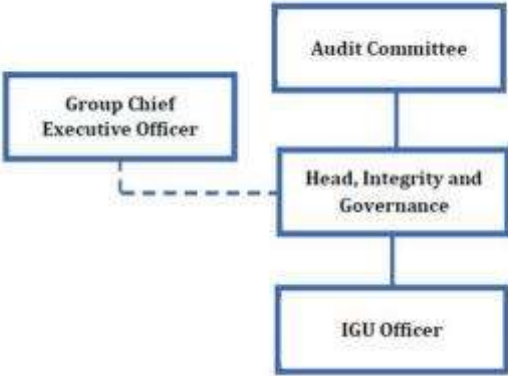 Audit Committee
Group Chief
Executive Officer
Head, Integrity and
Governance
IGU Officer